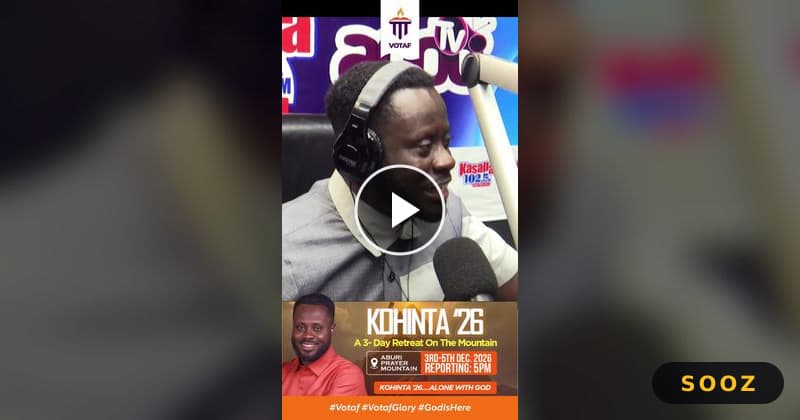 VOTAF
TV
Kasapa
102.5
KOHINTA '26
A 3- Day Retreat On The Mountain
ABURI
PRAYER
MOUNTAIN
3RD-5TH DEC, 2026
REPORTING: 5PM
KOHINTA '26....ALONE WITH GOD
#Votaf #VotafGlory #GodIsHere
SOOZ